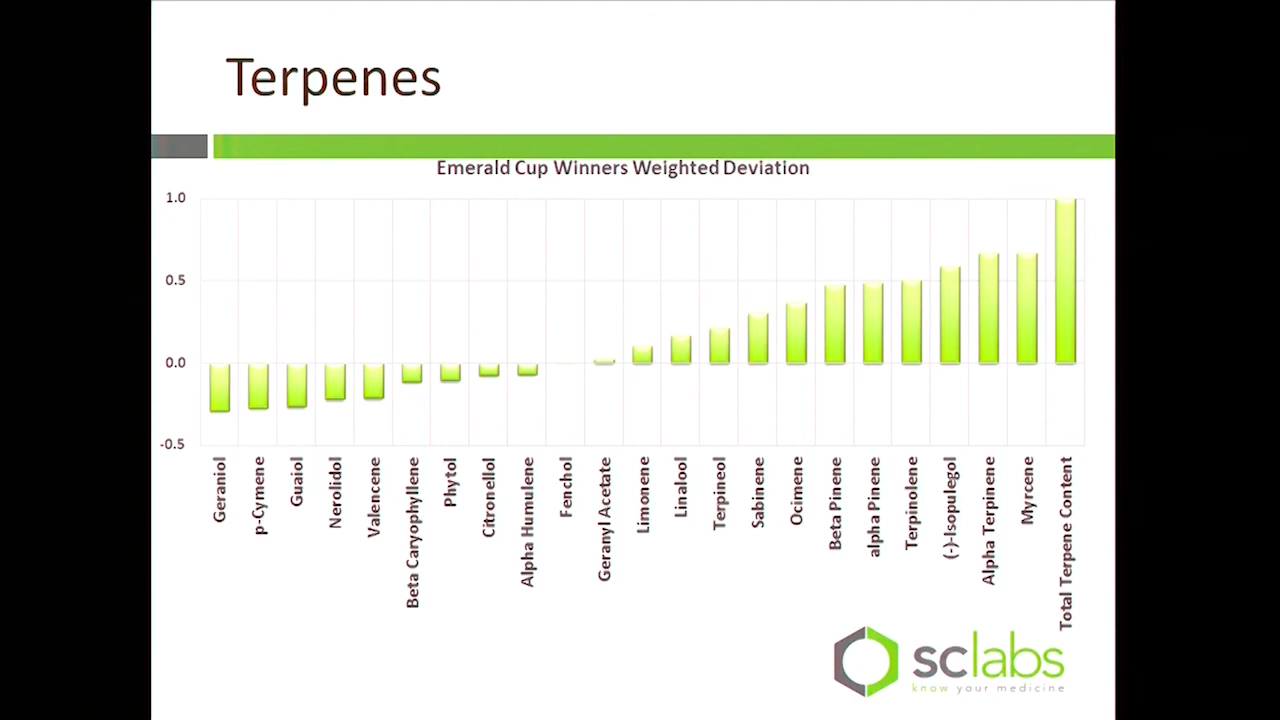 Terpenes
Emerald Cup Winners Weighted Deviation
1.0
0.5
0.0
-0.5
Geraniol
p-Cymene
Guaiol
Nerolidol
Valencene
Beta Caryophyllene
Phytol
Citronellol
Alpha Humulene
Fenchol
Geranyl Acetate
Limonene
Linalool
Terpineol
Sabinene
Ocimene
Beta Pinene
alpha Pinene
Terpinolene
(-)-Isopulegol
Alpha Terpinene
Myrcene
Total Terpene Content
sclabs
know your medicine